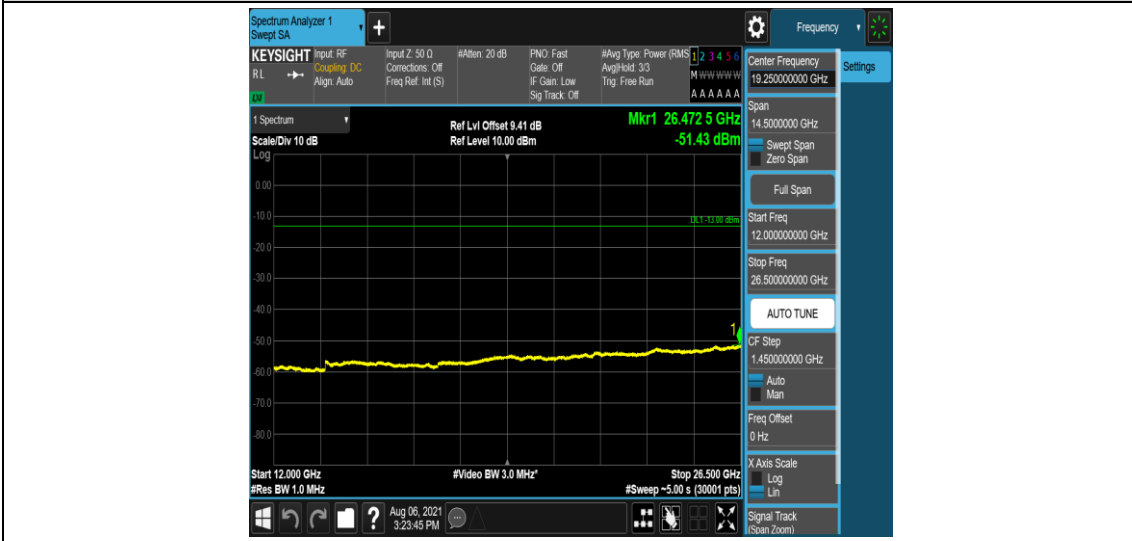 Spectrum Analyzer 1
Swept SA
+
Frequency
KEYSIGHT
RL
Input: RF
Coupling: DC
Align: Auto
Input Z: 50 Ω
Corrections: Off
Freq Ref: Int (S)
#Atten: 20 dB
PNO: Fast
Gate: Off
IF Gain: Low
Sig Track: Off
#Avg Type: Power (RMS
Avg|Hold: 3/3
Trig: Free Run
1 2 3 4 5 6
M W W W W W
A A A A A A
1 Spectrum
Scale/Div 10 dB
Log
Ref Lvl Offset 9.41 dB
Ref Level 10.00 dBm
Mkr1 26.472 5 GHz
-51.43 dBm
0.00
-10.0
DL1 -13.00 dBm
-20.0
-30.0
-40.0
1
-50.0
-60.0
-70.0
-80.0
Start 12.000 GHz
#Video BW 3.0 MHz*
Stop 26.500 GHz
#Res BW 1.0 MHz
#Sweep ~5.00 s (30001 pts)
?
Aug 06, 2021
3:23:45 PM
Center Frequency
19.250000000 GHz
Settings
Span
14.5000000 GHz
Swept Span
Zero Span
Full Span
Start Freq
12.000000000 GHz
Stop Freq
26.500000000 GHz
AUTO TUNE
CF Step
1.450000000 GHz
Auto
Man
Freq Offset
0 Hz
X Axis Scale
Log
Lin
Signal Track
(Span Zoom)